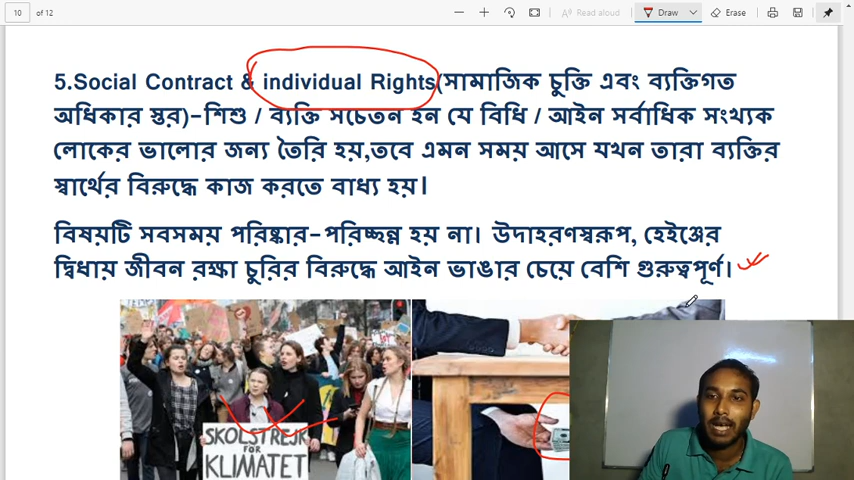 10 of 12
Read aloud
Draw
Erase
5.Social Contract & individual Rights(সামাজিক চুক্তি এবং ব্যক্তিগত
অধিকার স্তর)-শিশু / ব্যক্তি সচেতন হন যে বিধি / আইন সর্বাধিক সংখ্যক
লোকের ভালোর জন্য তৈরি হয়,তবে এমন সময় আসে যখন তারা ব্যক্তির
স্বার্থের বিরুদ্ধে কাজ করতে বাধ্য হয়।
বিষয়টি সবসময় পরিষ্কার-পরিচ্ছন্ন হয় না। উদাহরণস্বরূপ, হেইঞ্জের
দ্বিধায় জীবন রক্ষা চুরির বিরুদ্ধে আইন ভাঙার চেয়ে বেশি গুরুত্বপূর্ণ।
SKOLSTREJK
FOR
KLIMATET